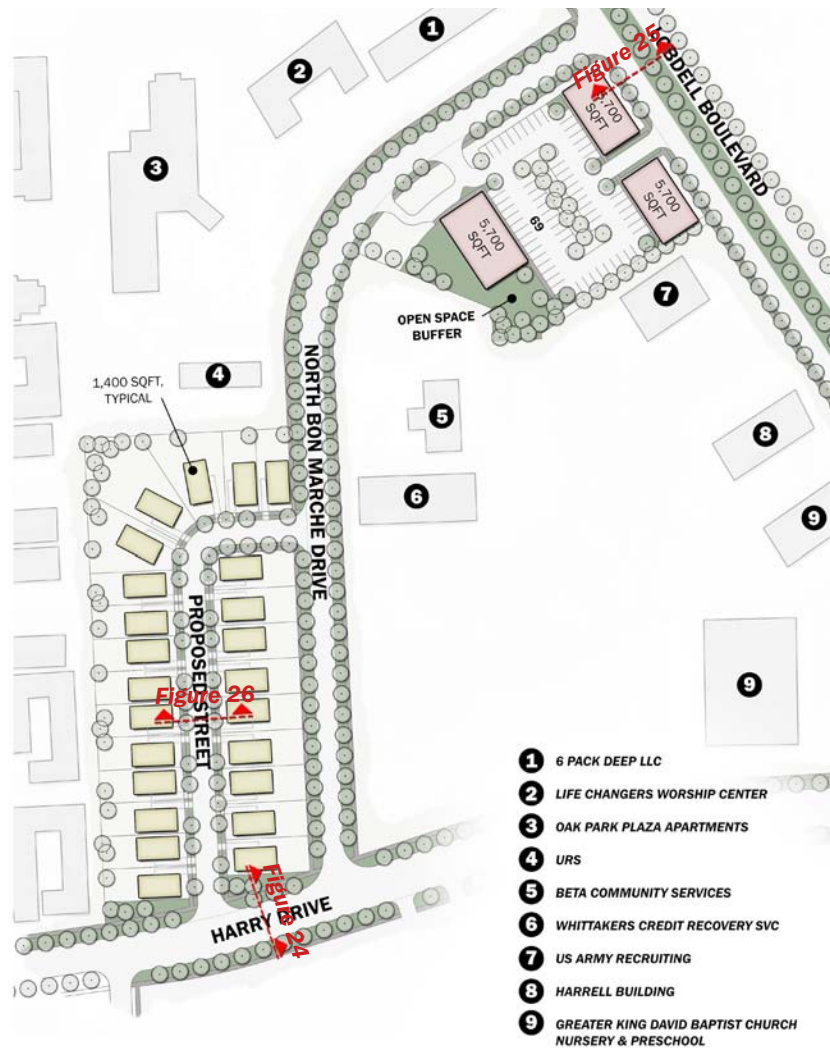 1
2
3
Figure 25
LOBDELL BOULEVARD
5,700
SQFT
5,700
SQFT
5,700
SQFT
69
7
OPEN SPACE
BUFFER
1,400 SQFT,
TYPICAL
4
5
6
8
9
NORTH BON MARCHE DRIVE
PROPOSED STREET
Figure 26
9
Figure 24
HARRY DRIVE
1 6 PACK DEEP LLC
2 LIFE CHANGERS WORSHIP CENTER
3 OAK PARK PLAZA APARTMENTS
4 URS
5 BETA COMMUNITY SERVICES
6 WHITTAKERS CREDIT RECOVERY SVC
7 US ARMY RECRUITING
8 HARRELL BUILDING
9 GREATER KING DAVID BAPTIST CHURCH
NURSERY & PRESCHOOL